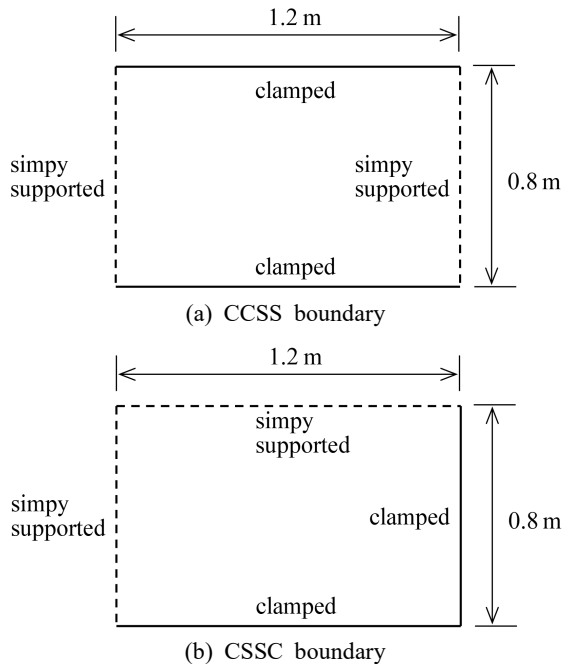 1.2 m
clamped
simpy
supported
simpy
supported
0.8 m
clamped
(a) CCSS boundary
1.2 m
simpy
supported
simpy
supported
clamped
0.8 m
clamped
(b) CSSC boundary